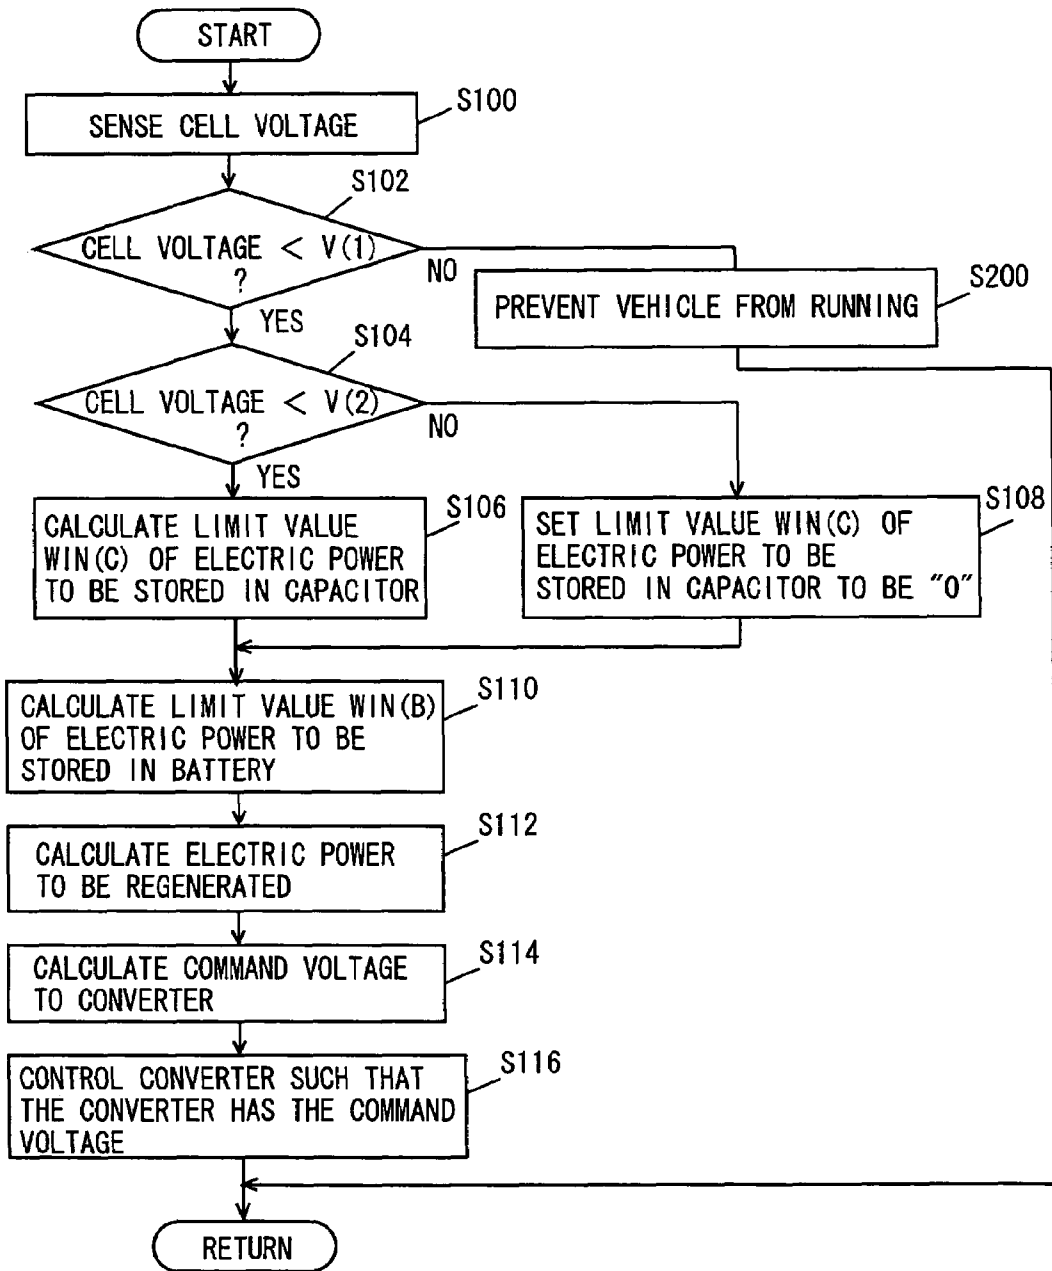 START
SENSE CELL VOLTAGE
S100
S102
CELL VOLTAGE < V(1)
?
NO
YES
S200
PREVENT VEHICLE FROM RUNNING
S104
CELL VOLTAGE < V(2)
?
NO
YES
S106
CALCULATE LIMIT VALUE
WIN(C) OF ELECTRIC POWER
TO BE STORED IN CAPACITOR
S108
SET LIMIT VALUE WIN(C) OF
ELECTRIC POWER TO BE
STORED IN CAPACITOR TO BE "0"
S110
CALCULATE LIMIT VALUE WIN(B)
OF ELECTRIC POWER TO BE
STORED IN BATTERY
S112
CALCULATE ELECTRIC POWER
TO BE REGENERATED
S114
CALCULATE COMMAND VOLTAGE
TO CONVERTER
S116
CONTROL CONVERTER SUCH THAT
THE CONVERTER HAS THE COMMAND
VOLTAGE
RETURN